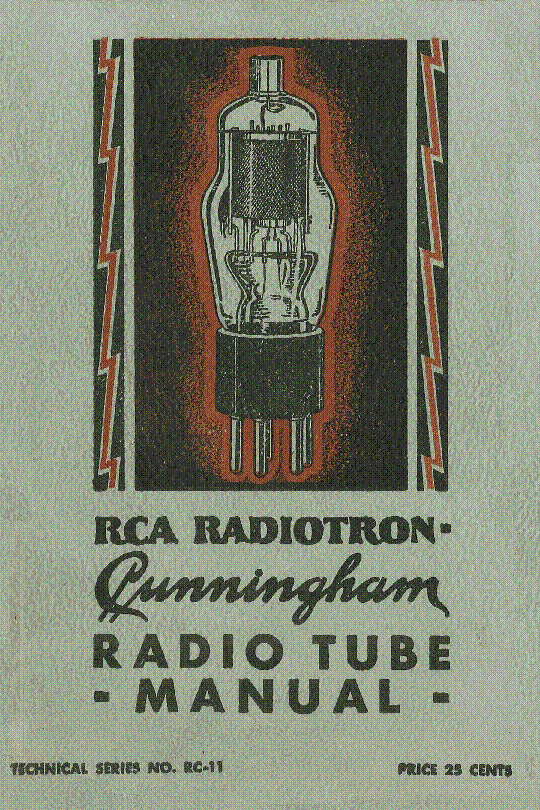 RCA RADIOTRON-
Cunningham
RADIO TUBE
- MANUAL -
TECHNICAL SERIES NO. RC-11
PRICE 25 CENTS